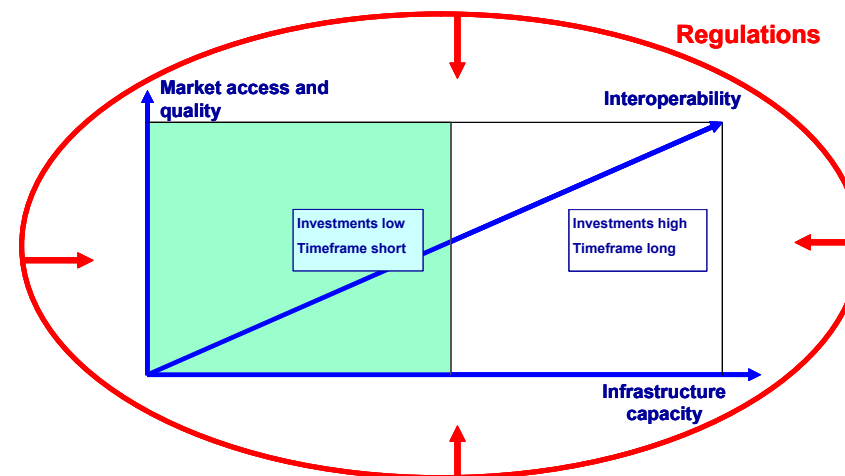 Regulations
Market access and
quality
Interoperability
Investments low
Timeframe short
Investments high
Timeframe long
Infrastructure
capacity